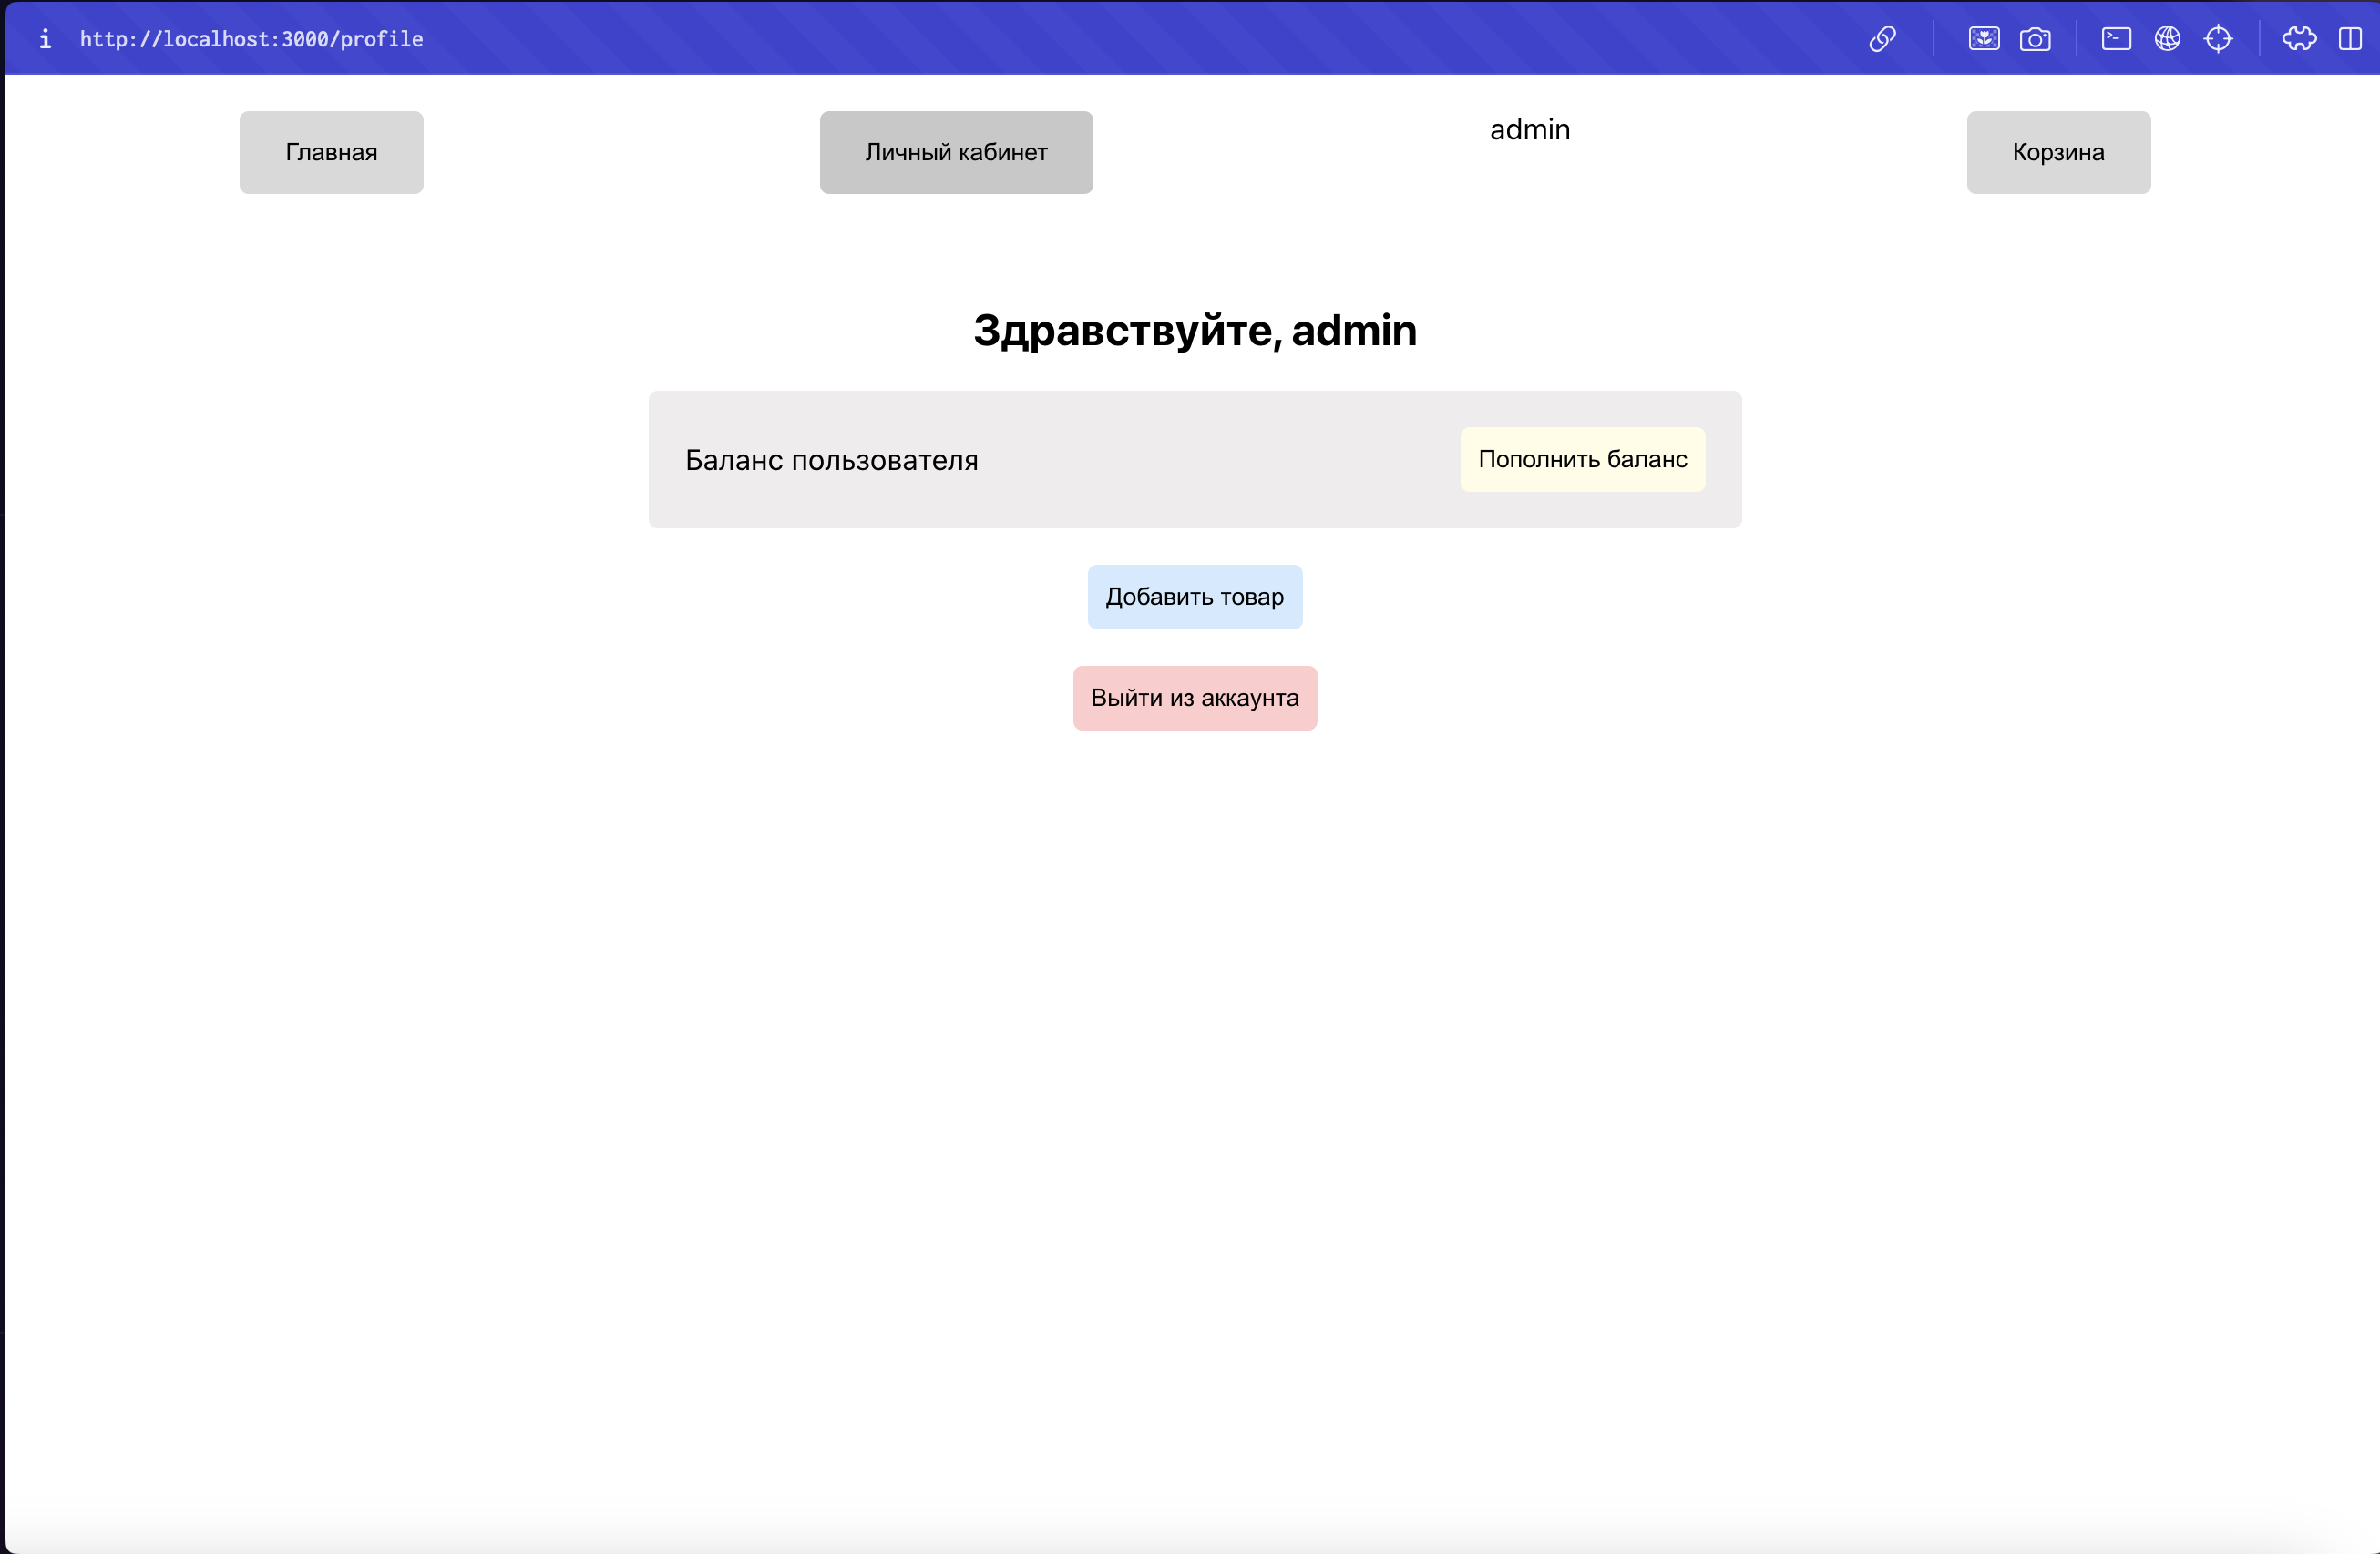 i http://localhost:3000/profile
Главная Личный кабинет admin Корзина
Здравствуйте, admin
Баланс пользователя Пополнить баланс
Добавить товар
Выйти из аккаунта